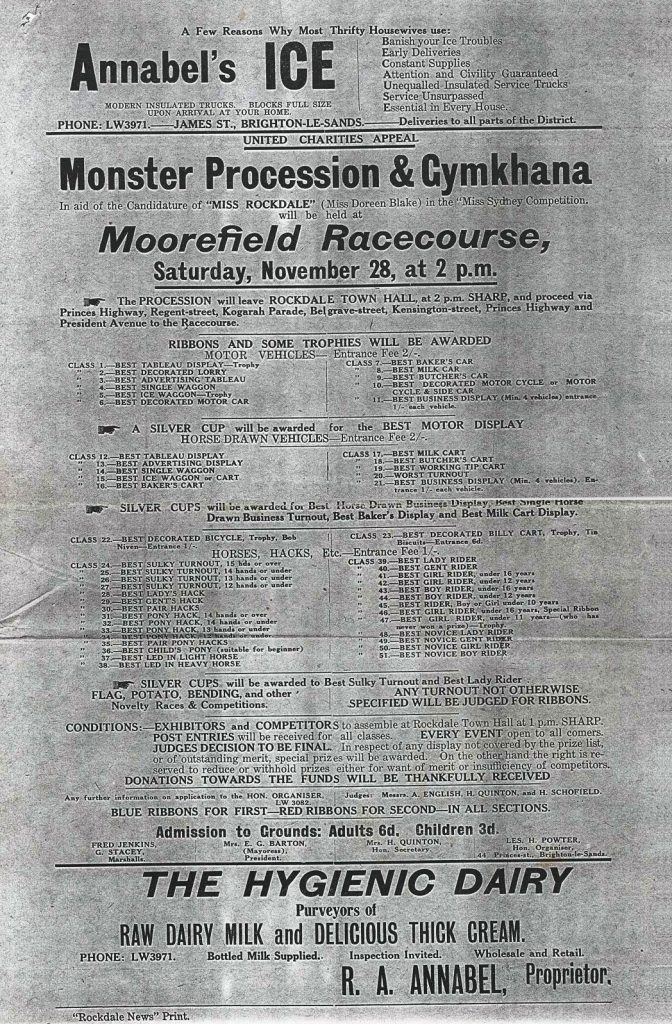 A Few Reasons Why Most Thrifty Housewives use:
Annabel's ICE
MODERN INSULATED TRUCKS. BLOCKS FULL SIZE
UPON ARRIVAL AT YOUR HOME.
Banish your Ice Troubles
Early Deliveries
Constant Supplies
Attention and Civility Guaranteed
Unequalled Insulated Service Trucks
Service Unsurpassed
Essential in Every House.
PHONE: LW3971.—— JAMES ST., BRIGHTON-LE-SANDS.——Deliveries to all parts of the District.
UNITED CHARITIES APPEAL
Monster Procession & Gymkhana
In aid of the Candidature of "MISS ROCKDALE" (Miss Doreen Blake) in the "Miss Sydney Competition.
will be held at
Moorefield Racecourse,
Saturday, November 28, at 2 p.m.
The PROCESSION will leave ROCKDALE TOWN HALL, at 2 p.m. SHARP, and proceed via
Princes Highway, Regent-street, Kogarah Parade, Belgrave-street, Kensington-street, Princes Highway and
President Avenue to the Racecourse.
RIBBONS AND SOME TROPHIES WILL BE AWARDED
MOTOR VEHICLES— Entrance Fee 2/-.
CLASS 1.—BEST TABLEAU DISPLAY—Trophy
" 2.—BEST DECORATED LORRY
" 3.—BEST ADVERTISING TABLEAU
" 4.—BEST SINGLE WAGGON
" 5.—BEST ICE WAGGON—Trophy
" 6.—BEST DECORATED MOTOR CAR
CLASS 7.—BEST BAKER'S CAR
" 8.—BEST MILK CAR
" 9.—BEST BUTCHER'S CAR
" 10.—BEST DECORATED MOTOR CYCLE or MOTOR
CYCLE & SIDE CAR
" 11.—BEST BUSINESS DISPLAY (Min. 4 vehicles) entrance
1/- each vehicle.
A SILVER CUP will be awarded for the BEST MOTOR DISPLAY
HORSE DRAWN VEHICLES—Entrance Fee 2/-.
CLASS 12.—BEST TABLEAU DISPLAY
" 13.—BEST ADVERTISING DISPLAY
" 14.—BEST SINGLE WAGGON
" 15.—BEST ICE WAGGON or CART
" 16.—BEST BAKER'S CART
CLASS 17.—BEST MILK CART
" 18.—BEST BUTCHER'S CART
" 19.—BEST WORKING TIP CART
" 20.—WORST TURNOUT
" 21.—BEST BUSINESS DISPLAY (Min. 4 vehicles). En-
trance 1/- each vehicle.
SILVER CUPS will be awarded for Best Horse Drawn Business Display, Best Single Horse
Drawn Business Turnout, Best Baker's Display and Best Milk Cart Display.
CLASS 22.—BEST DECORATED BICYCLE, Trophy, Bob
Niven—Entrance 1/-.
CLASS 23.—BEST DECORATED BILLY CART, Trophy, Tin
Biscuits—Entrance 6d.
HORSES, HACKS, Etc.—Entrance Fee 1/-.
CLASS 24.—BEST SULKY TURNOUT, 15 hds or over
" 25.—BEST SULKY TURNOUT, 14 hands or under
" 26.—BEST SULKY TURNOUT, 13 hands or under
" 27.—BEST SULKY TURNOUT, 12 hands or under
" 28.—BEST LADY'S HACK
" 29.—BEST GENT'S HACK
" 30.—BEST PAIR HACKS
" 31.—BEST PONY HACK, 14 hands or over
" 32.—BEST PONY HACK, 14 hands or under
" 33.—BEST PONY HACK, 13 hands or under
" 34.—BEST PONY HACK, 12 hands or under
" 35.—BEST PAIR PONY HACKS
" 36.—BEST CHILD'S PONY (suitable for beginner)
" 37.—BEST LED IN LIGHT HORSE
" 38.—BEST LED IN HEAVY HORSE
CLASS 39.—BEST LADY RIDER
" 40.—BEST GENT RIDER
" 41.—BEST GIRL RIDER, under 16 years
" 42.—BEST GIRL RIDER, under 12 years
" 43.—BEST BOY RIDER, under 16 years
" 44.—BEST BOY RIDER, under 12 years
" 45.—BEST RIDER, Boy or Girl under 10 years
" 46.—BEST GIRL RIDER, under 16 years, Special Ribbon
" 47.—BEST GIRL RIDER, under 11 years—(who has
never won a prize)—Trophy
" 48.—BEST NOVICE LADY RIDER
" 49.—BEST NOVICE GENT RIDER
" 50.—BEST NOVICE GIRL RIDER
" 51.—BEST NOVICE BOY RIDER
SILVER CUPS will be awarded to Best Sulky Turnout and Best Lady Rider.
FLAG, POTATO, BENDING, and other
Novelty Races & Competitions.
ANY TURNOUT NOT OTHERWISE
SPECIFIED WILL BE JUDGED FOR RIBBONS.
CONDITIONS:—EXHIBITORS and COMPETITORS to assemble at Rockdale Town Hall at 1 p.m. SHARP.
POST ENTRIES will be received for all classes. EVERY EVENT open to all comers.
JUDGES DECISION TO BE FINAL. In respect of any display not covered by the prize list,
or of outstanding merit, special prizes will be awarded. On the other hand the right is re-
served to reduce or withhold prizes either for want of merit or insufficiency of competitors.
DONATIONS TOWARDS THE FUNDS WILL BE THANKFULLY RECEIVED
Any further information on application to the HON. ORGANISER. Judges: Messrs. A. ENGLISH, H. QUINTON, and H. SCHOFIELD.
LW 3082.
BLUE RIBBONS FOR FIRST—RED RIBBONS FOR SECOND—IN ALL SECTIONS.
Admission to Grounds: Adults 6d. Children 3d.
FRED JENKINS,
G. STACEY,
Marshalls.
Mrs. E. G. BARTON,
(Mayoress),
President.
Mrs. H. QUINTON,
Hon. Secretary.
LES. H. POWTER,
Hon. Organiser,
44 Princes-st., Brighton-le-Sands.
THE HYGIENIC DAIRY
Purveyors of
RAW DAIRY MILK and DELICIOUS THICK CREAM.
PHONE: LW3971. Bottled Milk Supplied. Inspection Invited. Wholesale and Retail.
R. A. ANNABEL, Proprietor.
"Rockdale News" Print.